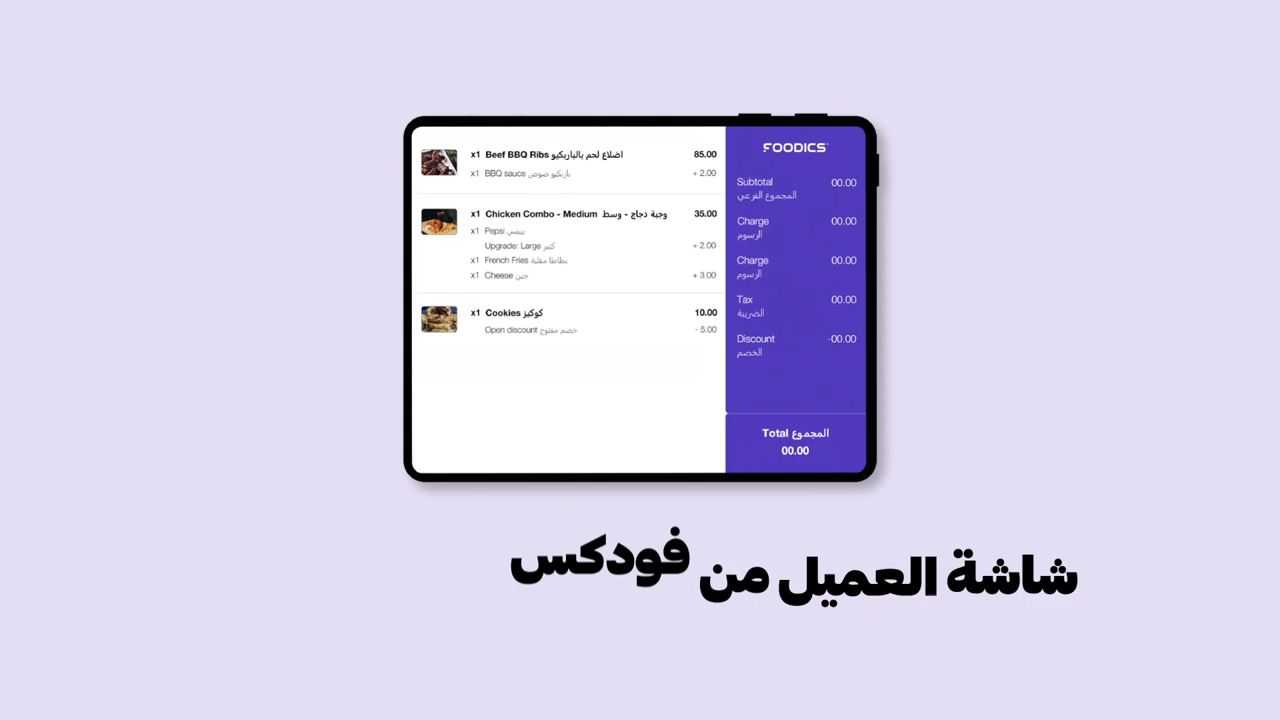 x1 Beef BBQ Ribs اضلاع لحم بالباربكيو 85.00
x1 BBQ sauce باربكيو صوص + 2.00
x1 Chicken Combo - Medium وجبة دجاج - وسط 35.00
x1 Pepsi بيبسي
Upgrade: Large كبير + 2.00
x1 French Fries بطاطا مقلية
x1 Cheese جبن + 3.00
x1 Cookies كوكيز 10.00
Open discount خصم مفتوح - 5.00
FOODICS
Subtotal 00.00
المجموع الفرعي
Charge 00.00
الرسوم
Charge 00.00
الرسوم
Tax 00.00
الضريبة
Discount -00.00
الخصم
Total المجموع
00.00
شاشة العميل من فودكس